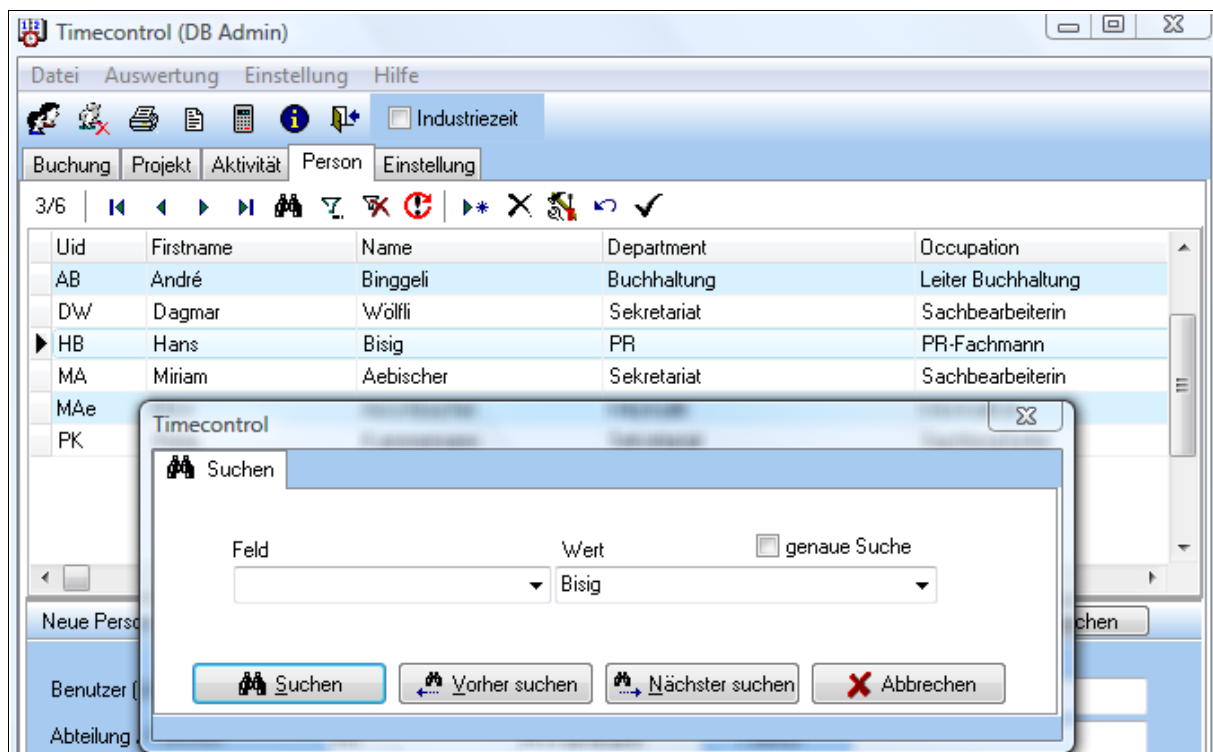 Timecontrol (DB Admin)
Datei Auswertung Einstellung Hilfe
Industriezeit
Buchung Projekt Aktivität Person Einstellung
3/6
Uid Firstname Name Department Occupation
AB André Binggeli Buchhaltung Leiter Buchhaltung
DW Dagmar Wölfli Sekretariat Sachbearbeiterin
HB Hans Bisig PR PR-Fachmann
MA Miriam Aebischer Sekretariat Sachbearbeiterin
MAe
PK
Timecontrol
Suchen
Feld Wert genaue Suche
Bisig
Neue Perso chen
Suchen Vorher suchen Nächster suchen Abbrechen
Benutzer (
Abteilung